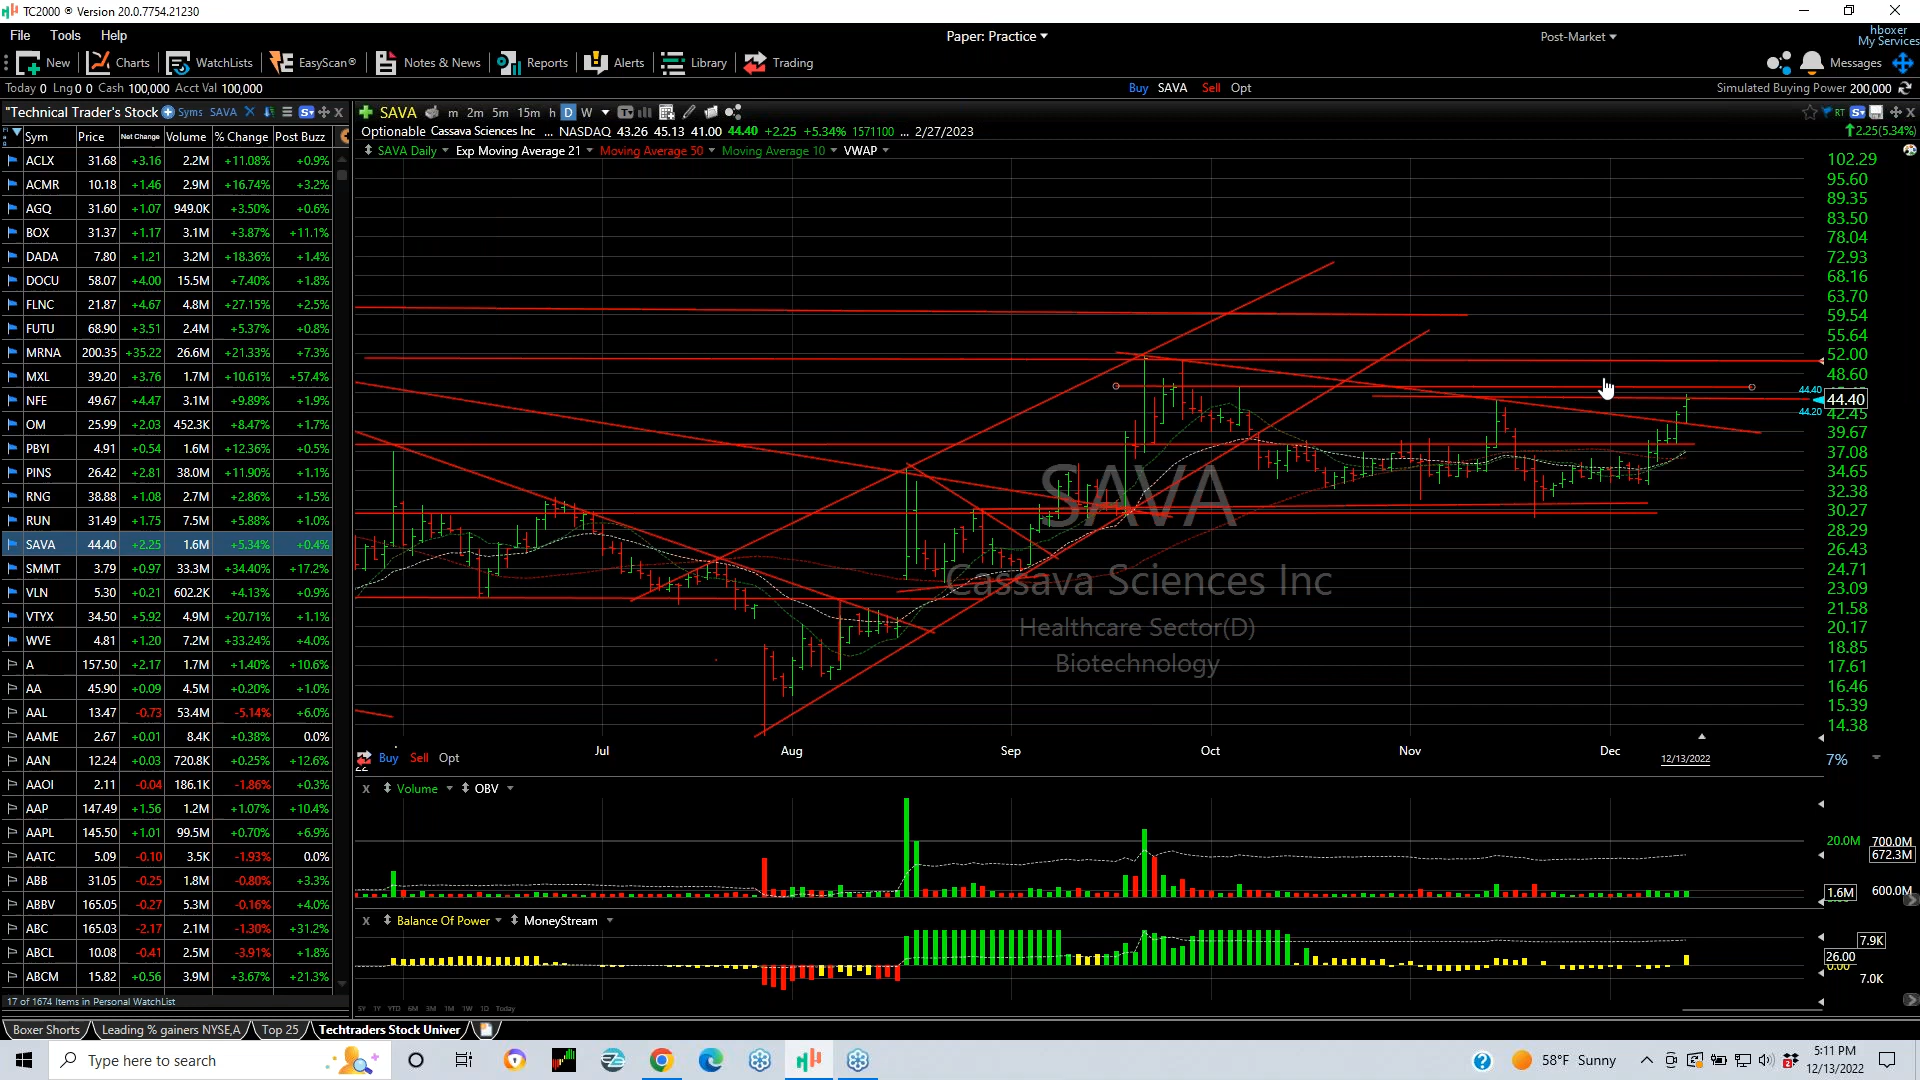 TC2000 ® Version 20.0.7754.21230
File Tools Help
Paper: Practice
Post-Market
hboxer
My Services
New Charts WatchLists EasyScan® Notes & News Reports Alerts Library Trading
Messages
Today 0 Lng 0 0 Cash 100,000 Acct Val 100,000
Buy SAVA Sell Opt
Simulated Buying Power 200,000
"Technical Trader's Stock Syms SAVA
SAVA m 2m 5m 15m h D W
RT
Optionable Cassava Sciences Inc ... NASDAQ 43.26 45.13 41.00 44.40 +2.25 +5.34% 1571100 ... 2/27/2023
2.25(5.34%)
SAVA Daily Exp Moving Average 21 Moving Average 50 Moving Average 10 VWAP
Sym Price Net Change Volume % Change Post Buzz
ACLX 31.68 +3.16 2.2M +11.08% +0.9%
ACMR 10.18 +1.46 2.9M +16.74% +3.2%
AGQ 31.60 +1.07 949.0K +3.50% +0.6%
BOX 31.37 +1.17 3.1M +3.87% +11.1%
DADA 7.80 +1.21 3.2M +18.36% +1.4%
DOCU 58.07 +4.00 15.5M +7.40% +1.8%
FLNC 21.87 +4.67 4.8M +27.15% +2.5%
FUTU 68.90 +3.51 2.4M +5.37% +0.8%
MRNA 200.35 +35.22 26.6M +21.33% +7.3%
MXL 39.20 +3.76 1.7M +10.61% +57.4%
NFE 49.67 +4.47 3.1M +9.89% +1.9%
OM 25.99 +2.03 452.3K +8.47% +1.7%
PBYI 4.91 +0.54 1.6M +12.36% +0.5%
PINS 26.42 +2.81 38.0M +11.90% +1.1%
RNG 38.88 +1.08 2.7M +2.86% +1.5%
RUN 31.49 +1.75 7.5M +5.88% +1.0%
SAVA 44.40 +2.25 1.6M +5.34% +0.4%
SMMT 3.79 +0.97 33.3M +34.40% +17.2%
VLN 5.30 +0.21 602.2K +4.13% +0.9%
VTYX 34.50 +5.92 4.9M +20.71% +1.1%
WVE 4.81 +1.20 7.2M +33.24% +4.0%
A 157.50 +2.17 1.7M +1.40% +10.6%
AA 45.90 +0.09 4.5M +0.20% +1.0%
AAL 13.47 -0.73 53.4M -5.14% +6.0%
AAME 2.67 +0.01 8.4K +0.38% 0.0%
AAN 12.24 +0.03 720.8K +0.25% +12.6%
AAOI 2.11 -0.04 186.1K -1.86% +0.3%
AAP 147.49 +1.56 1.2M +1.07% +10.4%
AAPL 145.50 +1.01 99.5M +0.70% +6.9%
AATC 5.09 -0.10 3.5K -1.93% 0.0%
ABB 31.05 -0.25 1.8M -0.80% +3.3%
ABBV 165.05 -0.27 5.3M -0.16% +4.0%
ABC 165.03 -2.17 2.1M -1.30% +31.2%
ABCL 10.08 -0.41 2.5M -3.91% +1.8%
ABCM 15.82 +0.56 3.9M +3.67% +21.3%
17 of 1674 Items in Personal WatchList
102.29
95.60
89.35
83.50
78.04
72.93
68.16
63.70
59.54
55.64
52.00
48.60
44.40
44.40
44.20
42.45
39.67
37.08
34.65
32.38
30.27
28.29
26.43
24.71
23.09
21.58
20.17
18.85
17.61
16.46
15.39
14.38
SAVA
Cassava Sciences Inc
Healthcare Sector(D)
Biotechnology
Jul Aug Sep Oct Nov Dec
12/13/2022
7%
Buy Sell Opt
22
Volume OBV
20.0M 700.0M
672.3M
1.6M 600.0M
Balance Of Power MoneyStream
7.9K
26.00
0.00
7.0K
5Y 1Y YTD 6M 3M 1M 1W 1D Today
Boxer Shorts Leading % gainers NYSE,A Top 25 Techtraders Stock Univer
Type here to search
58°F Sunny
5:11 PM
12/13/2022